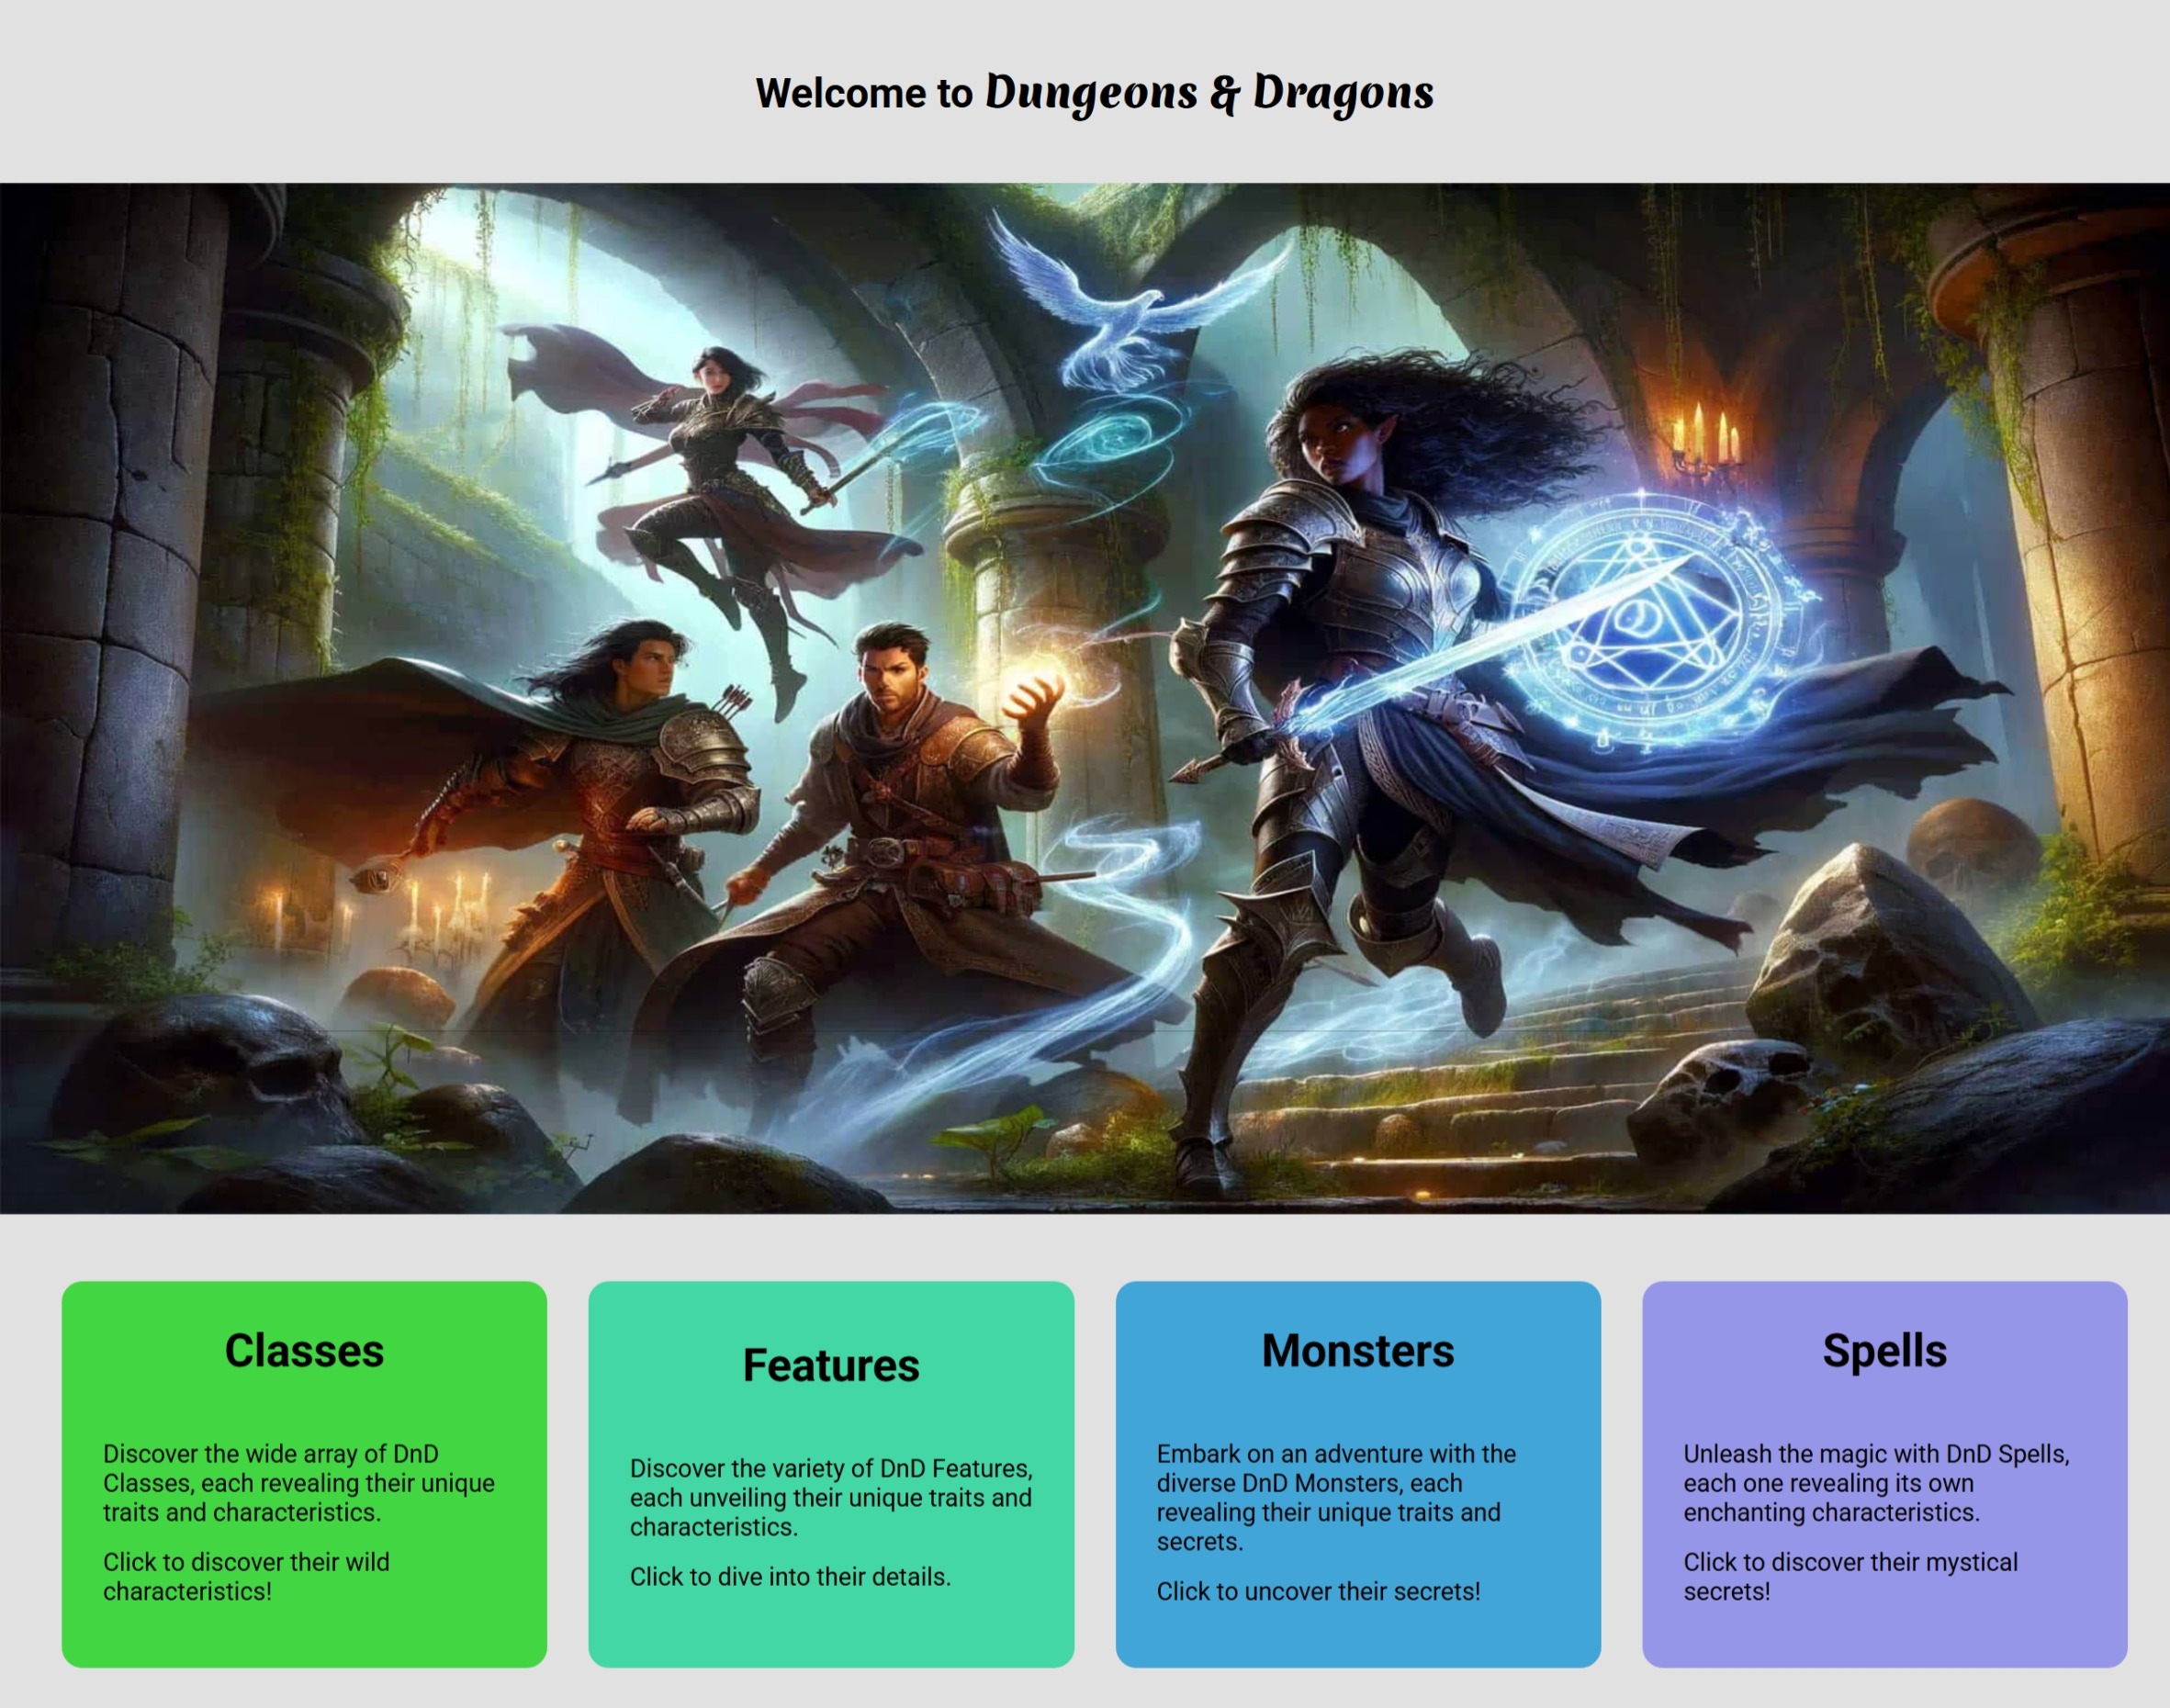 Welcome to Dungeons & Dragons
Classes
Discover the wide array of DnD
Classes, each revealing their unique
traits and characteristics.
Click to discover their wild
characteristics!
Features
Discover the variety of DnD Features,
each unveiling their unique traits and
characteristics.
Click to dive into their details.
Monsters
Embark on an adventure with the
diverse DnD Monsters, each
revealing their unique traits and
secrets.
Click to uncover their secrets!
Spells
Unleash the magic with DnD Spells,
each one revealing its own
enchanting characteristics.
Click to discover their mystical
secrets!